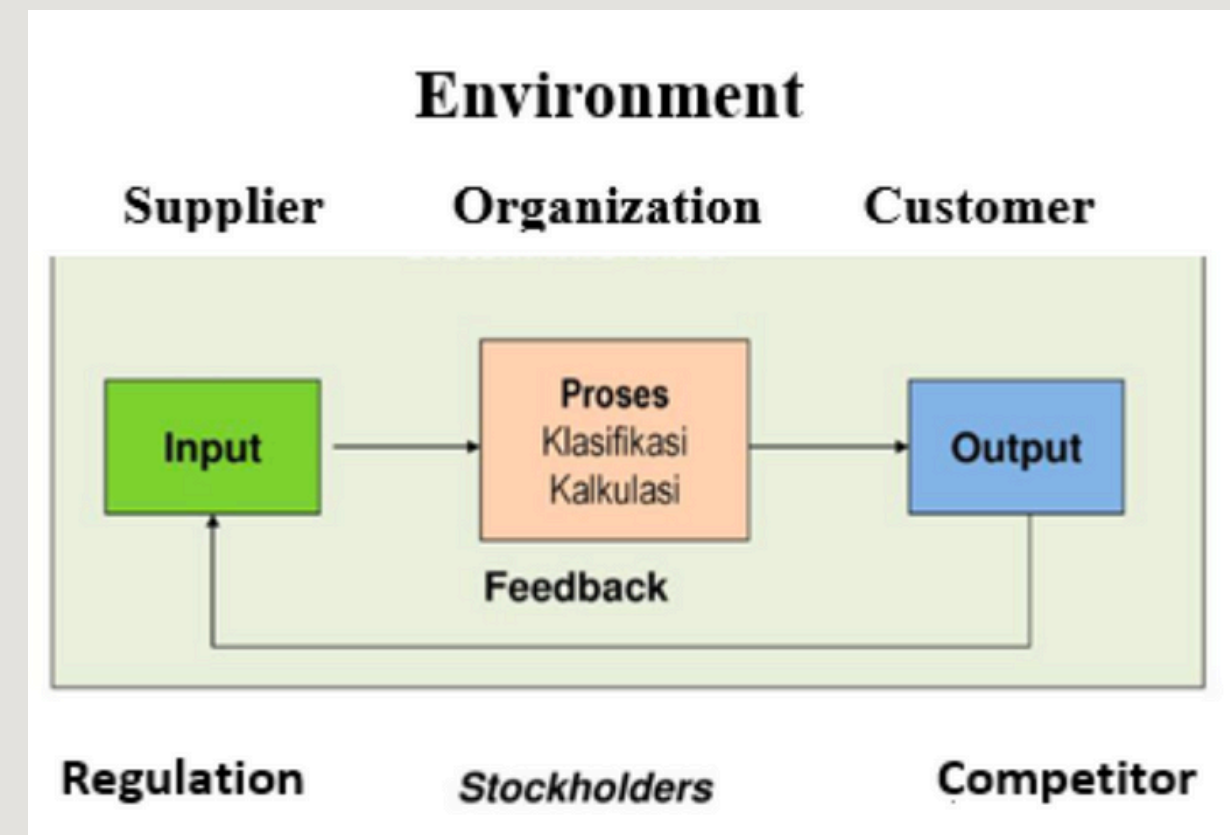 Environment
Supplier Organization Customer
Proses
Klasifikasi
Kalkulasi
Input
Output
Feedback
Regulation Stockholders Competitor